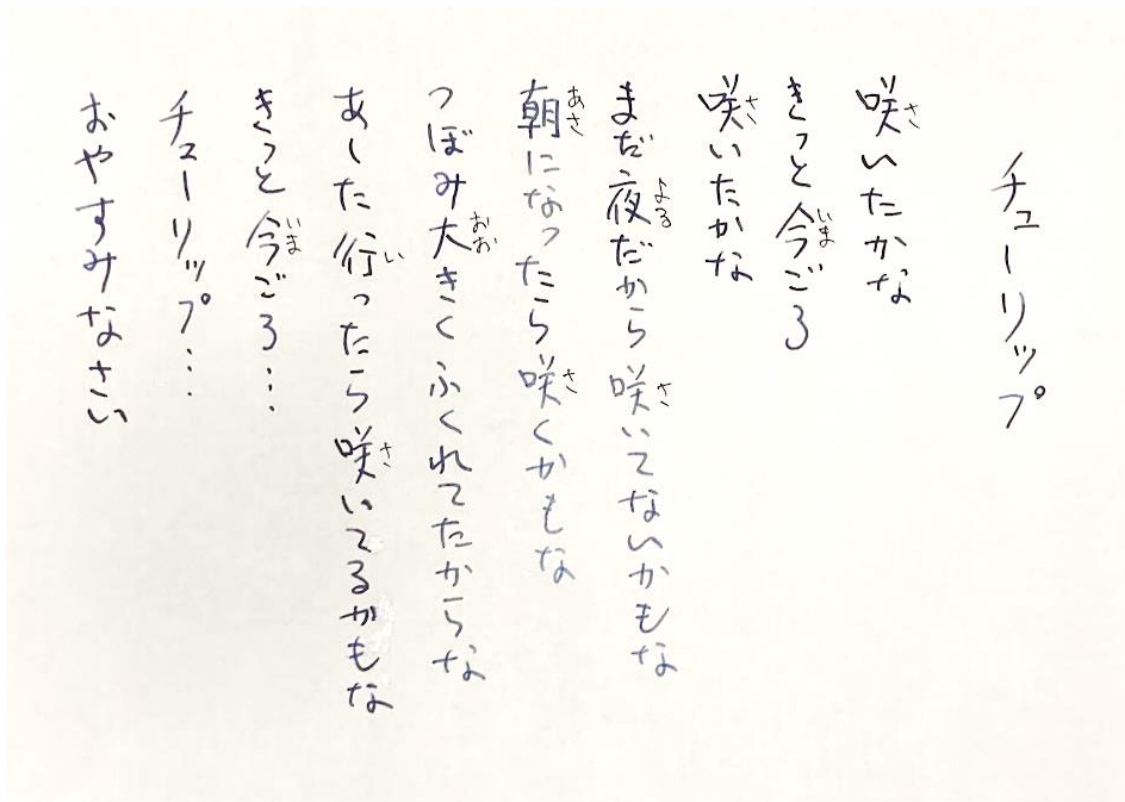 チューリップ
咲いたかな
きっと今ごろ
咲いたかな
まだ夜だから咲いてないかもな
朝になったら咲くかもな
つぼみ大きくふくれてたからな
あした行ったら咲いてるかもな
きっと今ごろ…
チューリップ…
おやすみなさい